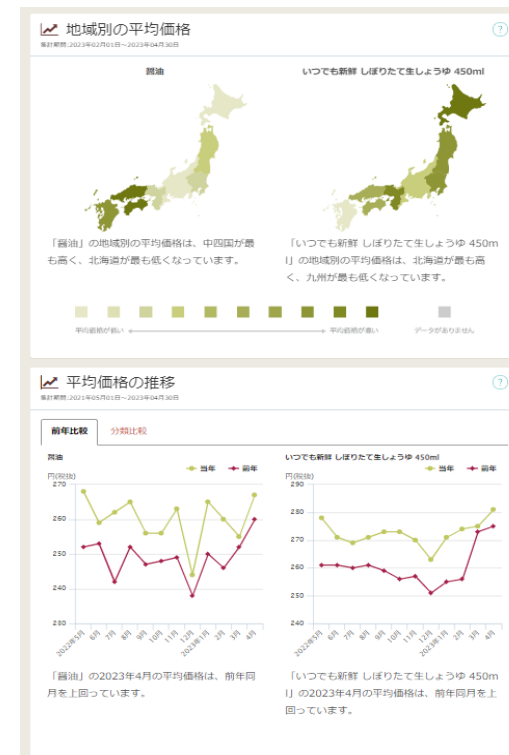 地域別の平均価格
集計期間:2023年02月01日～2023年04月30日
醤油
いつでも新鮮 しぼりたて生しょうゆ 450ml
「醤油」の地域別の平均価格は、中四国が最
も高く、北海道が最も低くなっています。
「いつでも新鮮 しぼりたて生しょうゆ 450m
l」の地域別の平均価格は、北海道が最も高
く、九州が最も低くなっています。
平均価格が低い
平均価格が高い
データがありません
平均価格の推移
集計期間:2021年05月01日～2023年04月30日
前年比較
分類比較
醤油
円(税抜)
当年
前年
270
260
250
240
230
2022年5月
6月
7月
8月
9月
10月
11月
12月
2023年1月
2月
3月
4月
「醤油」の2023年4月の平均価格は、前年同
月を上回っています。
いつでも新鮮 しぼりたて生しょうゆ 450ml
円(税抜)
当年
前年
290
280
270
260
250
240
2022年5月
6月
7月
8月
9月
10月
11月
12月
2023年1月
2月
3月
4月
「いつでも新鮮 しぼりたて生しょうゆ 450m
l」の2023年4月の平均価格は、前年同月を上
回っています。